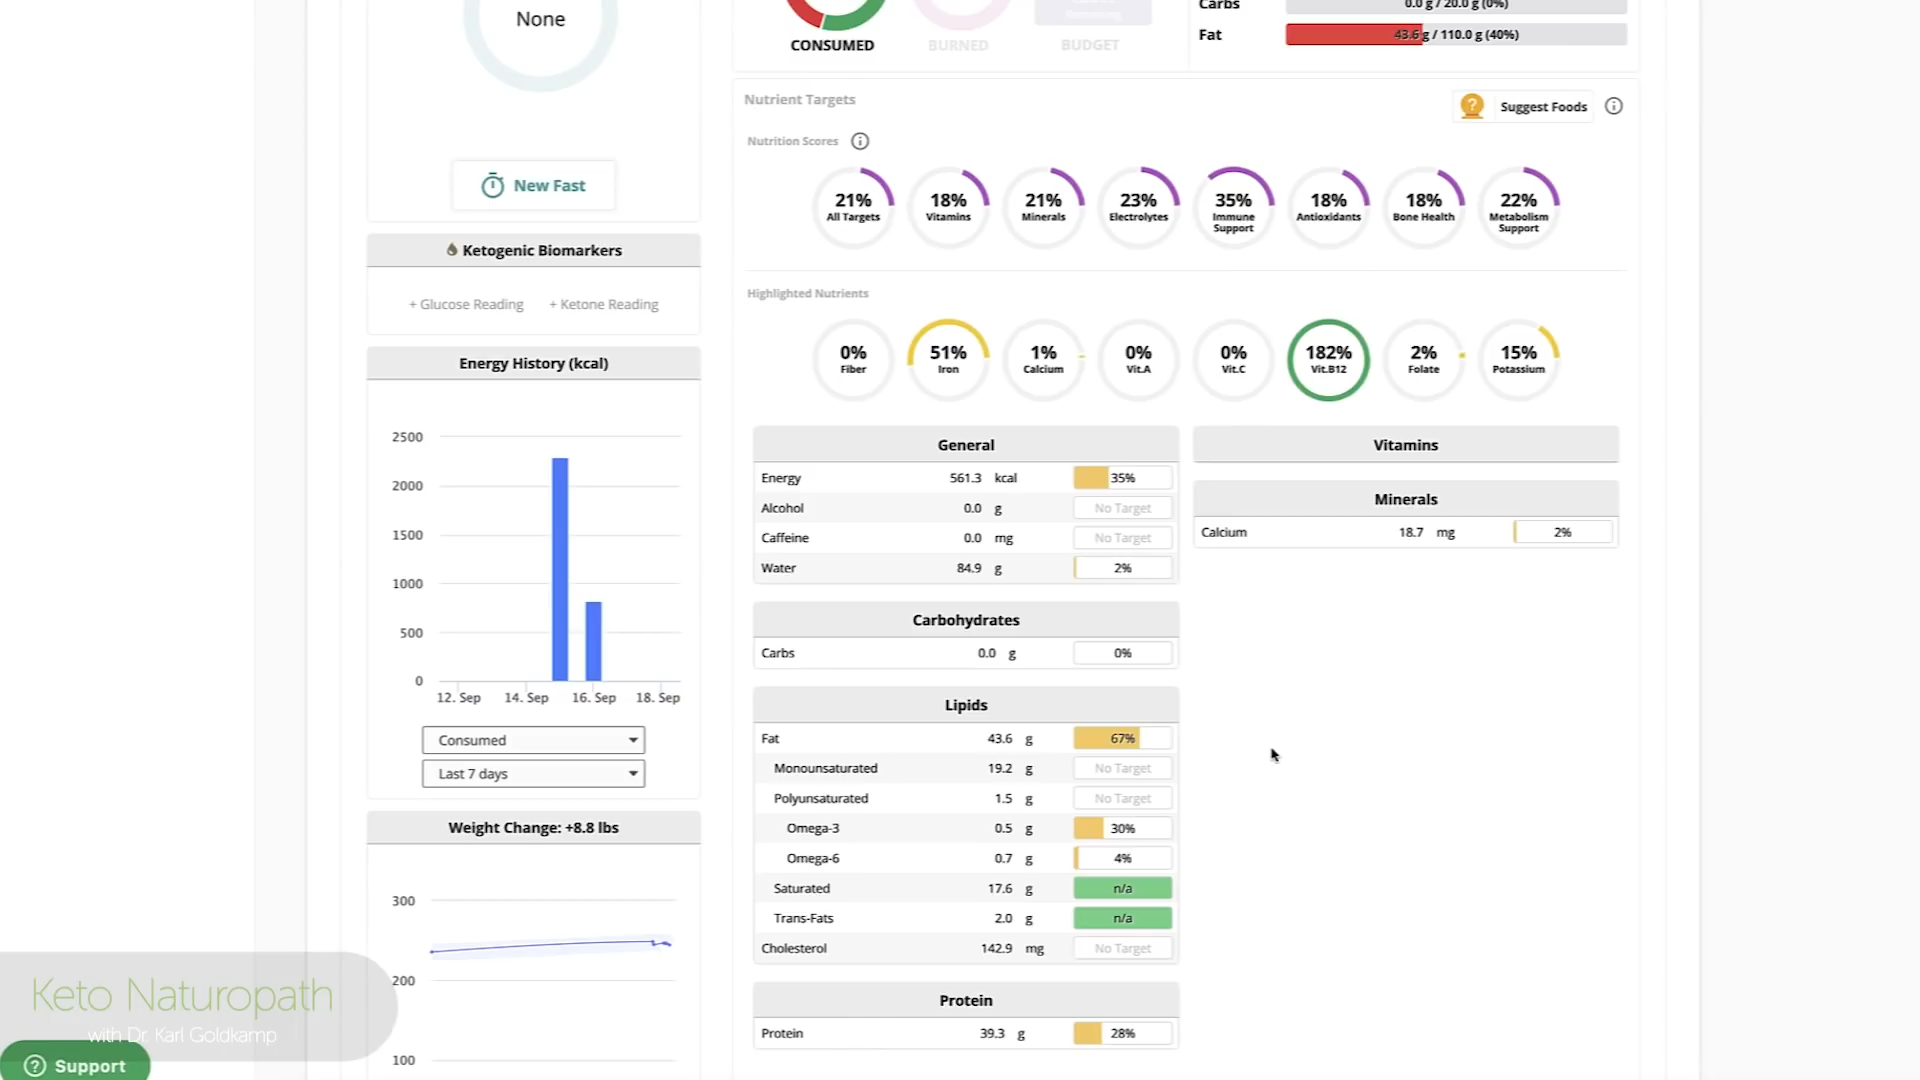 None
New Fast
Ketogenic Biomarkers
+ Glucose Reading + Ketone Reading
Energy History (kcal)
2500
2000
1500
1000
500
0
12. Sep 14. Sep 16. Sep 18. Sep
Consumed
Last 7 days
Weight Change: +8.8 lbs
300
200
100
Keto Naturopath
with Dr. Karl Goldkamp
Support
CONSUMED BURNED BUDGET
Carbs 0.0 g / 20.0 g (0%)
Fat 43.6 g / 110.0 g (40%)
Nutrient Targets
Suggest Foods
Nutrition Scores
21% All Targets
18% Vitamins
21% Minerals
23% Electrolytes
35% Immune Support
18% Antioxidants
18% Bone Health
22% Metabolism Support
Highlighted Nutrients
0% Fiber
51% Iron
1% Calcium
0% Vit.A
0% Vit.C
182% Vit.B12
2% Folate
15% Potassium
General
Energy 561.3 kcal 35%
Alcohol 0.0 g No Target
Caffeine 0.0 mg No Target
Water 84.9 g 2%
Carbohydrates
Carbs 0.0 g 0%
Lipids
Fat 43.6 g 67%
Monounsaturated 19.2 g No Target
Polyunsaturated 1.5 g No Target
Omega-3 0.5 g 30%
Omega-6 0.7 g 4%
Saturated 17.6 g n/a
Trans-Fats 2.0 g n/a
Cholesterol 142.9 mg No Target
Protein
Protein 39.3 g 28%
Vitamins
Minerals
Calcium 18.7 mg 2%